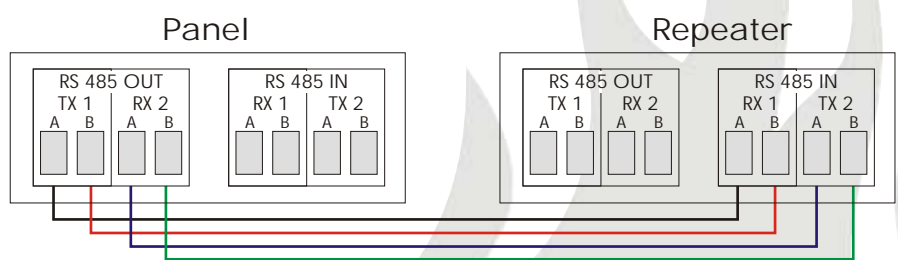 Panel Repeater
RS 485 OUT RS 485 IN RS 485 OUT RS 485 IN
TX 1 RX 2 RX 1 TX 2 TX 1 RX 2 RX 1 TX 2
A B A B A B A B A B A B A B A B